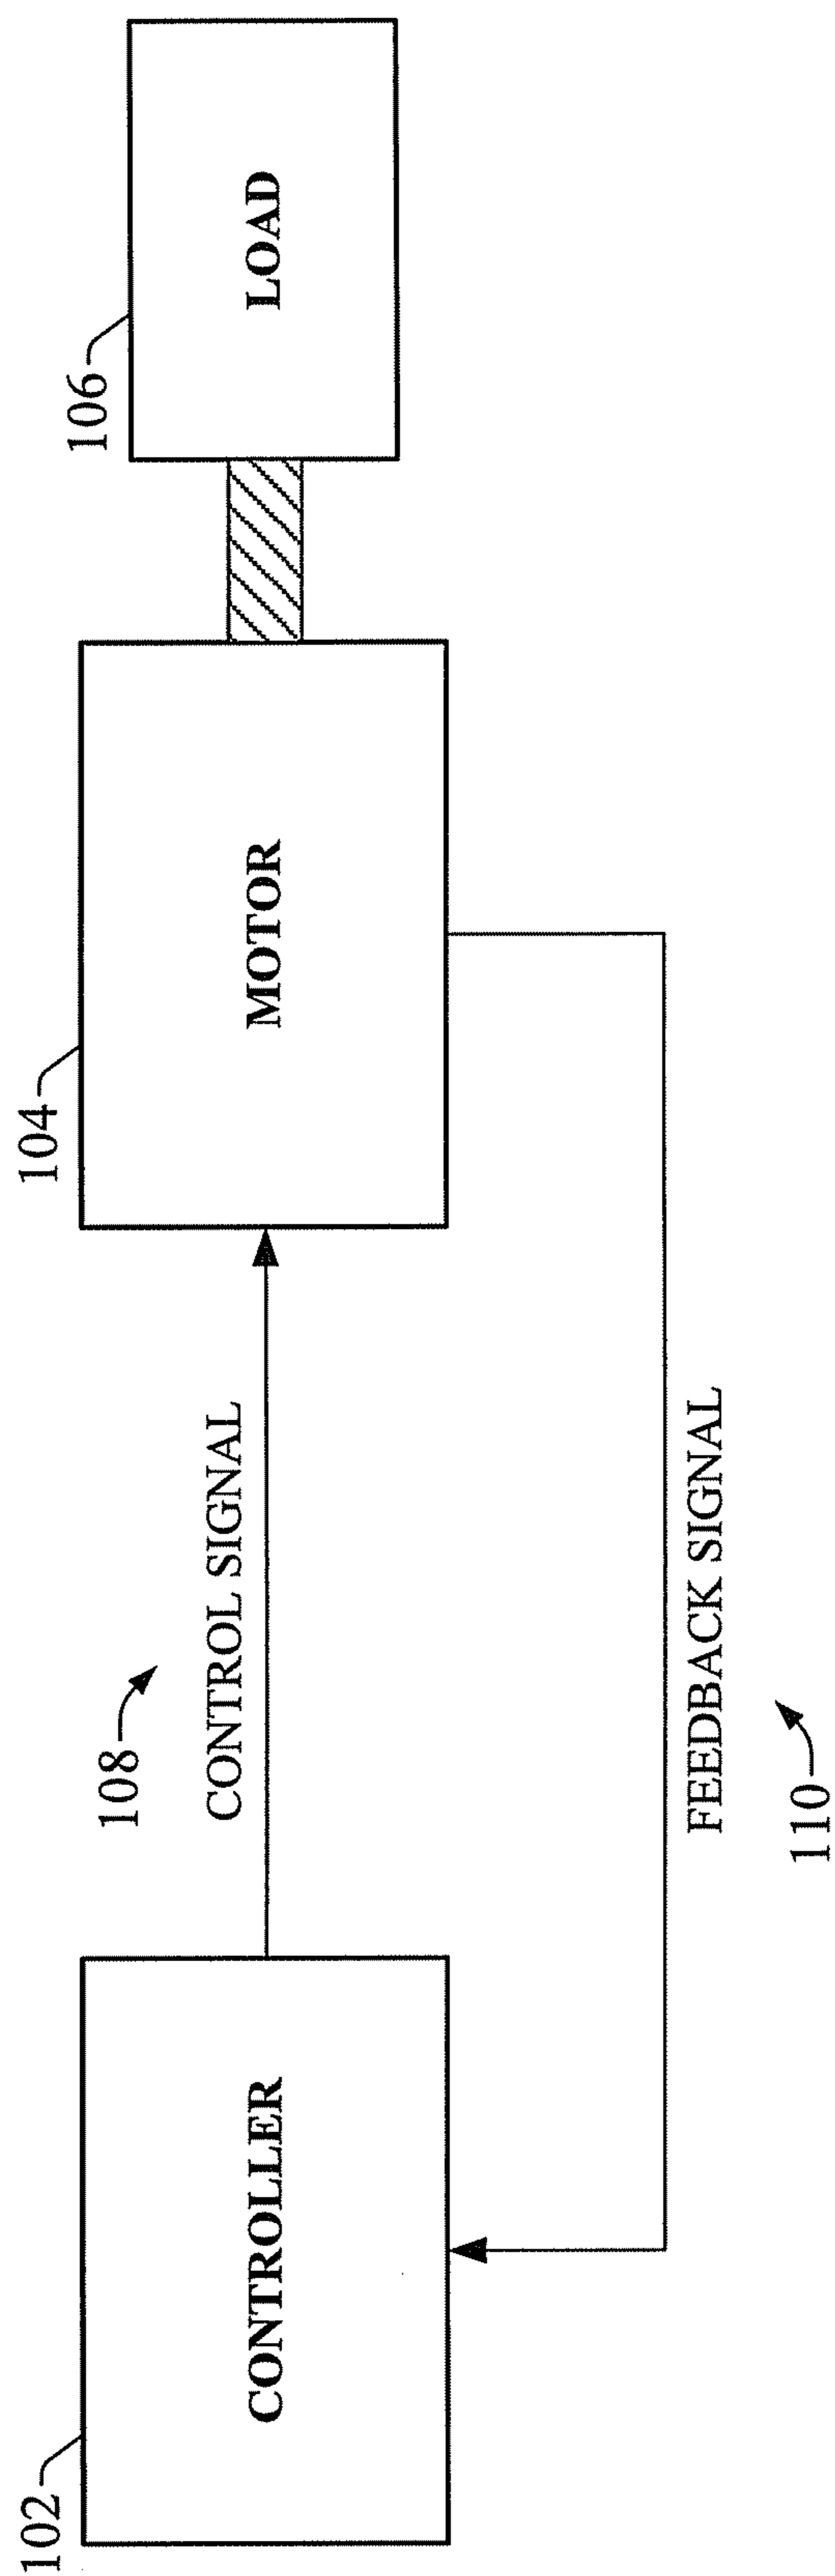 102
CONTROLLER
108
CONTROL SIGNAL
104
MOTOR
106
LOAD
FEEDBACK SIGNAL
110